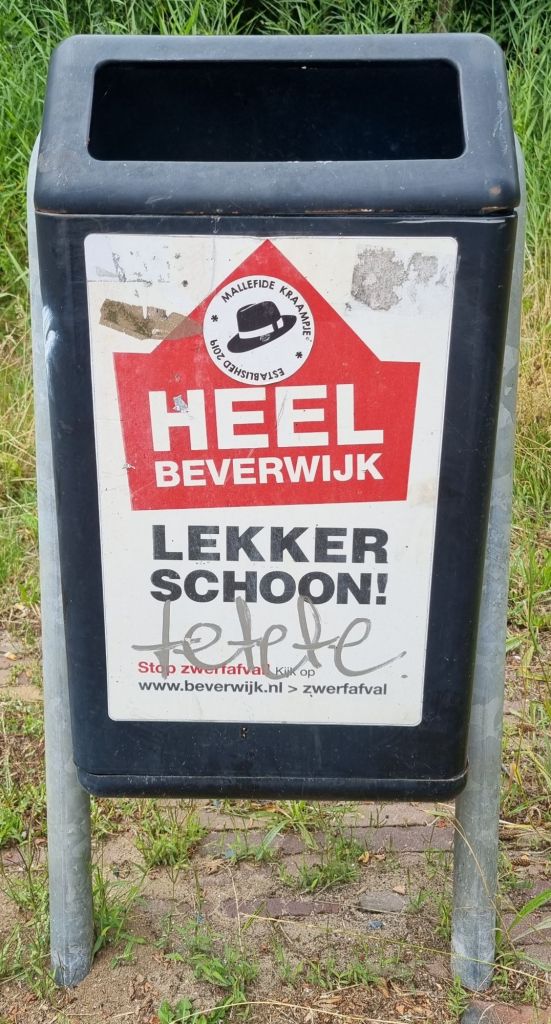 MALLEFIDE KRAAMPJE
ESTABLISHED 2019
HEEL
BEVERWIJK
LEKKER
SCHOON!
tetete
Stop zwerfafval! Kijk op
www.beverwijk.nl > zwerfafval